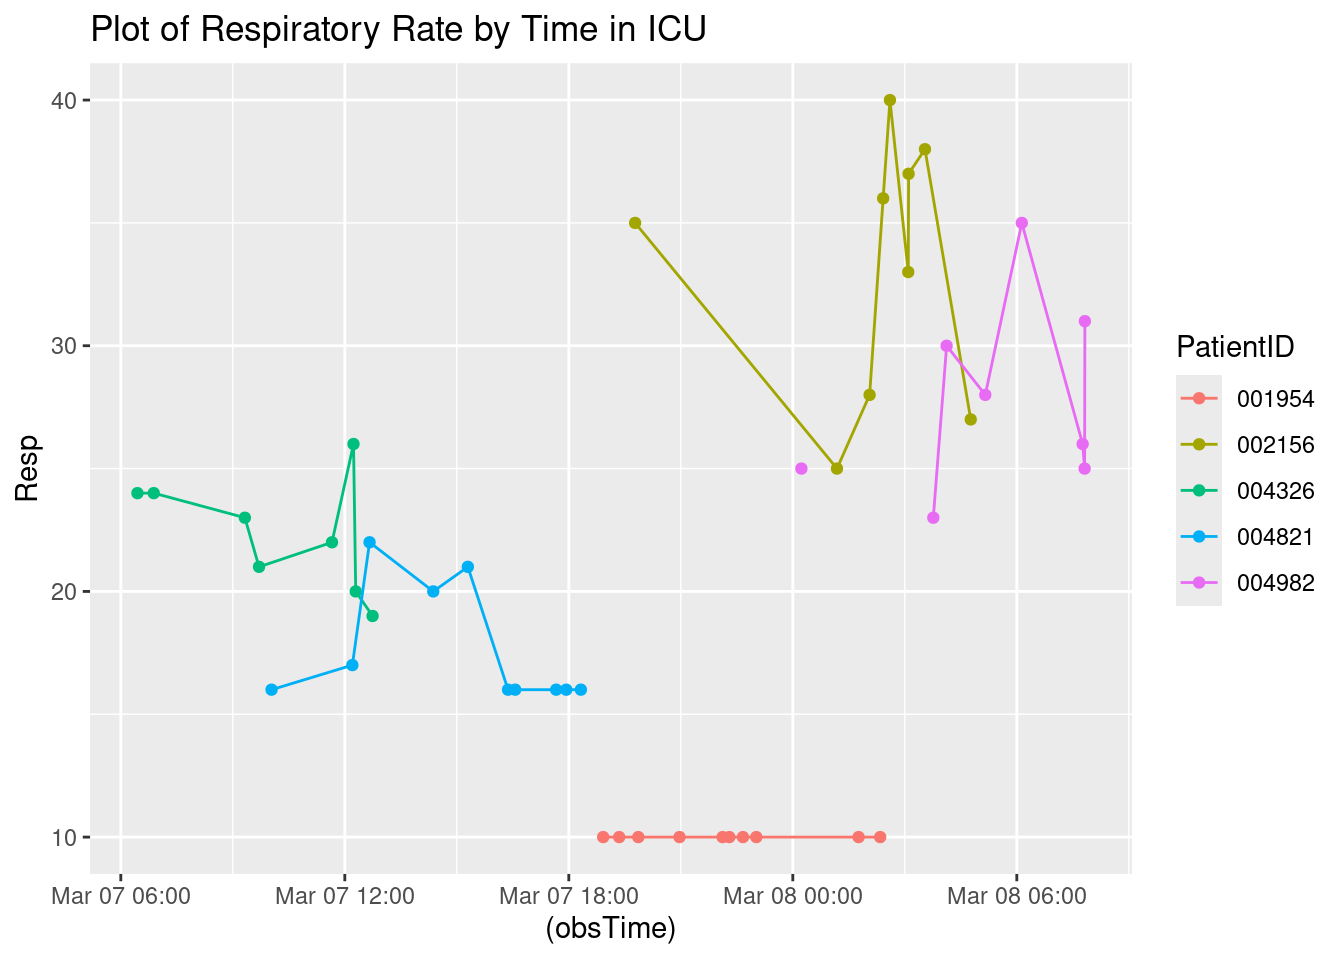 Plot of Respiratory Rate by Time in ICU
40
30
20
10
Resp
Mar 07 06:00
Mar 07 12:00
Mar 07 18:00
Mar 08 00:00
Mar 08 06:00
(obsTime)
PatientID
001954
002156
004326
004821
004982